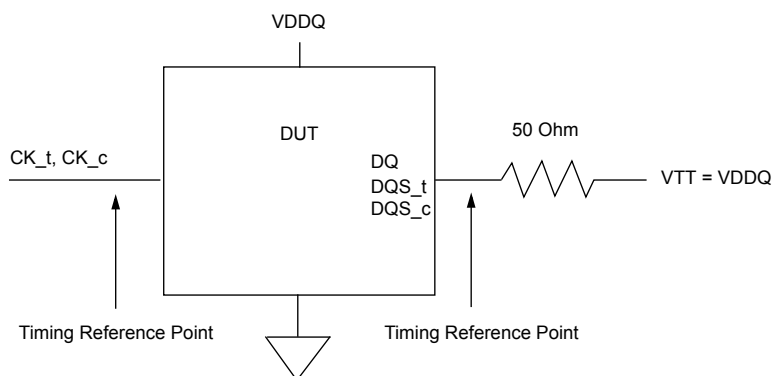 VDDQ
50 Ohm
DUT
CK_t, CK_c
DQ
DQS_t
DQS_c
VTT = VDDQ
Timing Reference Point
Timing Reference Point